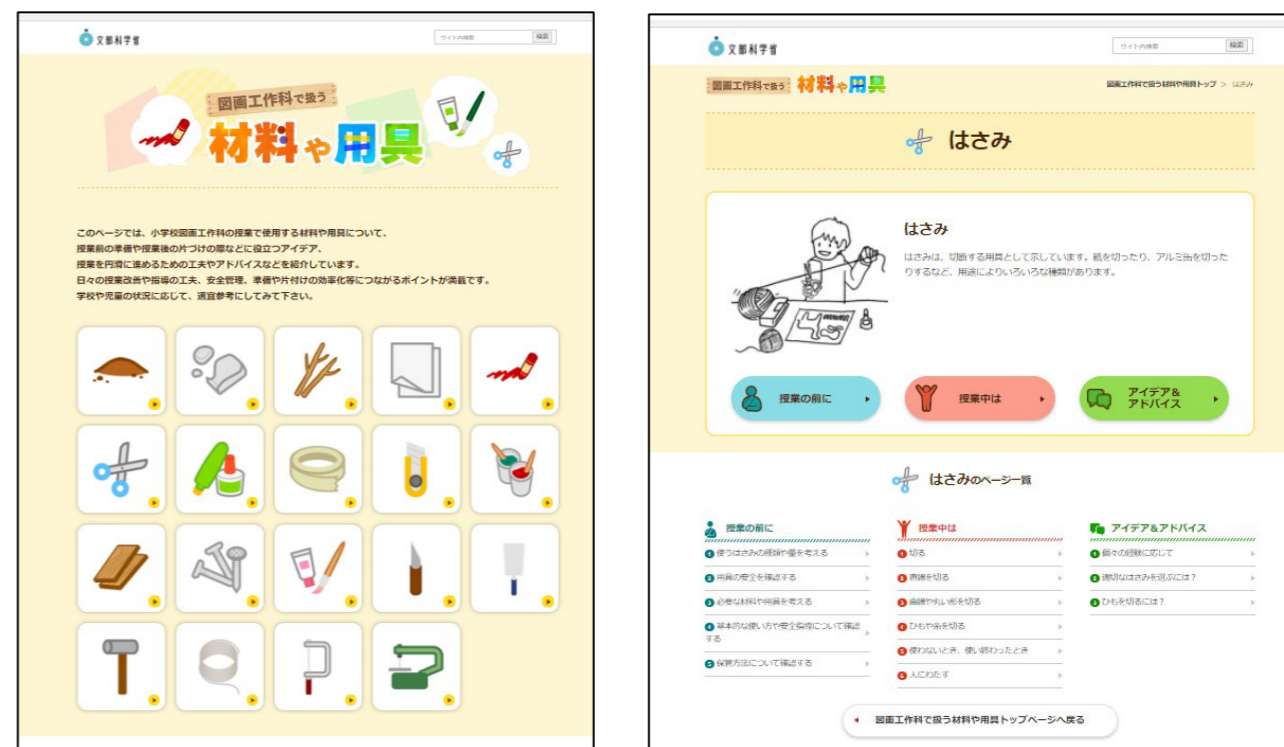 文部科学省
サイト内検索
検索
図画工作科で扱う
材料や用具
このページでは、小学校図画工作科の授業で使用する材料や用具について、
授業前の準備や授業後の片づけの際などに役立つアイデア、
授業を円滑に進めるための工夫やアドバイスなどを紹介しています。
日々の授業改善や指導の工夫、安全管理、準備や片付けの効率化等につながるポイントが満載です。
学校や児童の状況に応じて、適宜参考にしてみて下さい。
文部科学省
サイト内検索
検索
図画工作科で扱う 材料や用具
図画工作科で扱う材料や用具トップ > はさみ
はさみ
はさみ
はさみは、切断する用具として示しています。紙を切ったり、アルミ缶を切った
りするなど、用途によりいろいろな種類があります。
授業の前に
授業中は
アイデア&
アドバイス
はさみのページ一覧
授業の前に
1 使うはさみの種類や量を考える
2 用具の安全を確認する
3 必要な材料や用具を考える
4 基本的な使い方や安全指導について確認
する
5 保管方法について確認する
授業中は
1 切る
2 直線を切る
3 曲線や丸い形を切る
4 ひもや糸を切る
5 使わないとき、使い終わったとき
6 人にわたす
アイデア&アドバイス
1 個々の経験に応じて
2 適切なはさみを選ぶには？
3 ひもを切るには？
図画工作科で扱う材料や用具トップページへ戻る